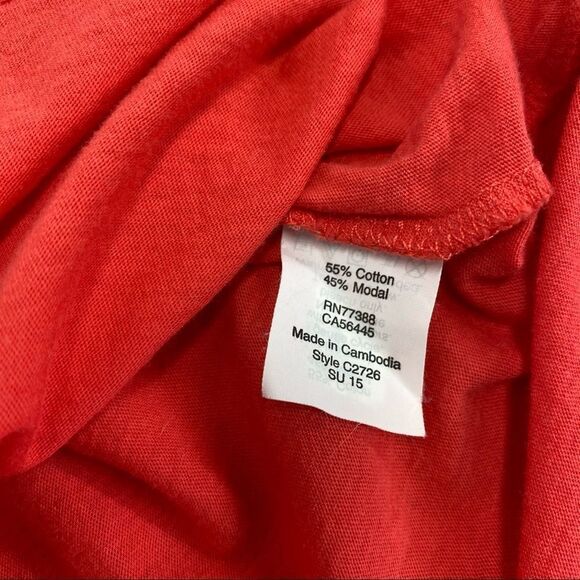 55% Cotton
45% Modal
RN77388
CA56445
Made in Cambodia
Style C2726
SU 15